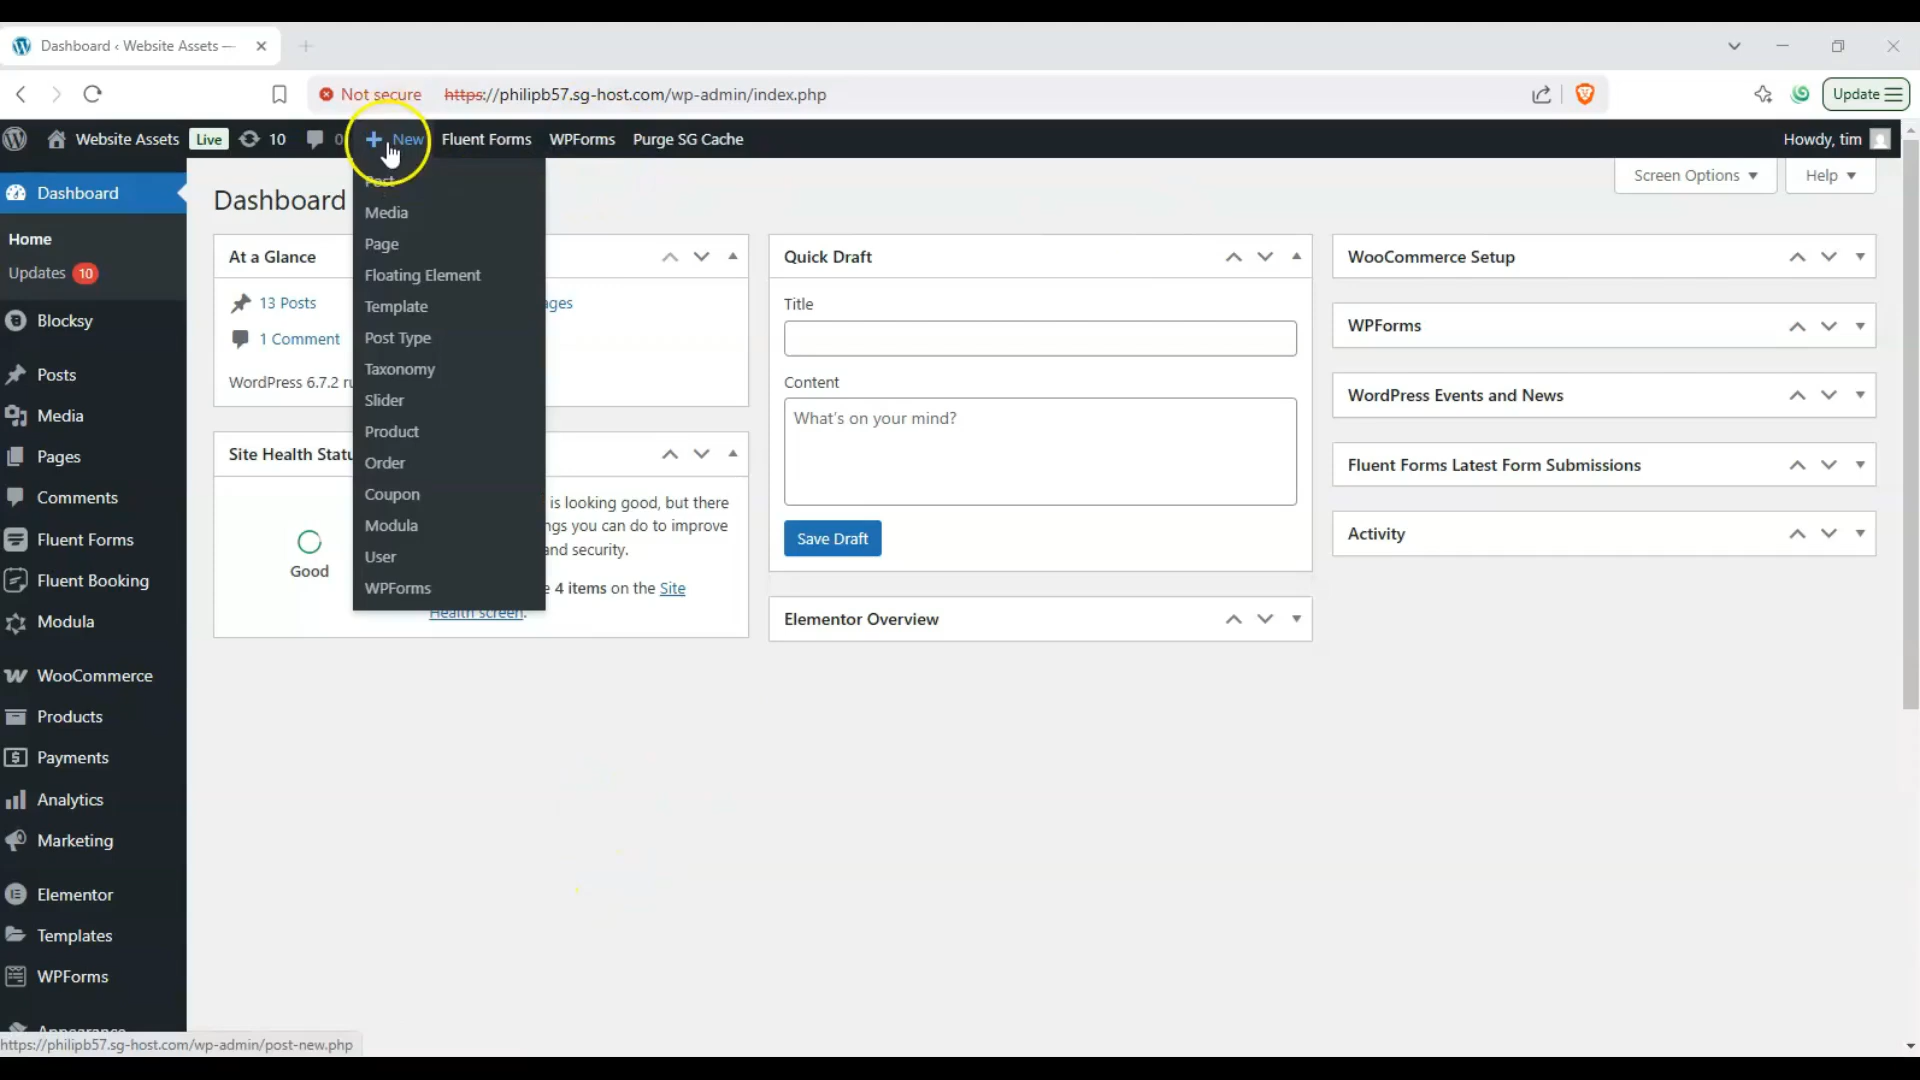 Dashboard ‹ Website Assets —
Not secure
https://philipb57.sg-host.com/wp-admin/index.php
Update
Website Assets
Live
10
0
New
Fluent Forms
WPForms
Purge SG Cache
Howdy, tim
Dashboard
Home
Updates 10
Blocksy
Posts
Media
Pages
Comments
Fluent Forms
Fluent Booking
Modula
WooCommerce
Products
Payments
Analytics
Marketing
Elementor
Templates
WPForms
Appearance
https://philipb57.sg-host.com/wp-admin/post-new.php
Post
Media
Page
Floating Element
Template
Post Type
Taxonomy
Slider
Product
Order
Coupon
Modula
User
WPForms
Dashboard
Screen Options
Help
At a Glance
13 Posts
ages
1 Comment
WordPress 6.7.2 ru
Site Health Statu
Good
is looking good, but there
ngs you can do to improve
and security.
e 4 items on the Site
Health screen.
Quick Draft
Title
Content
What's on your mind?
Save Draft
Elementor Overview
WooCommerce Setup
WPForms
WordPress Events and News
Fluent Forms Latest Form Submissions
Activity